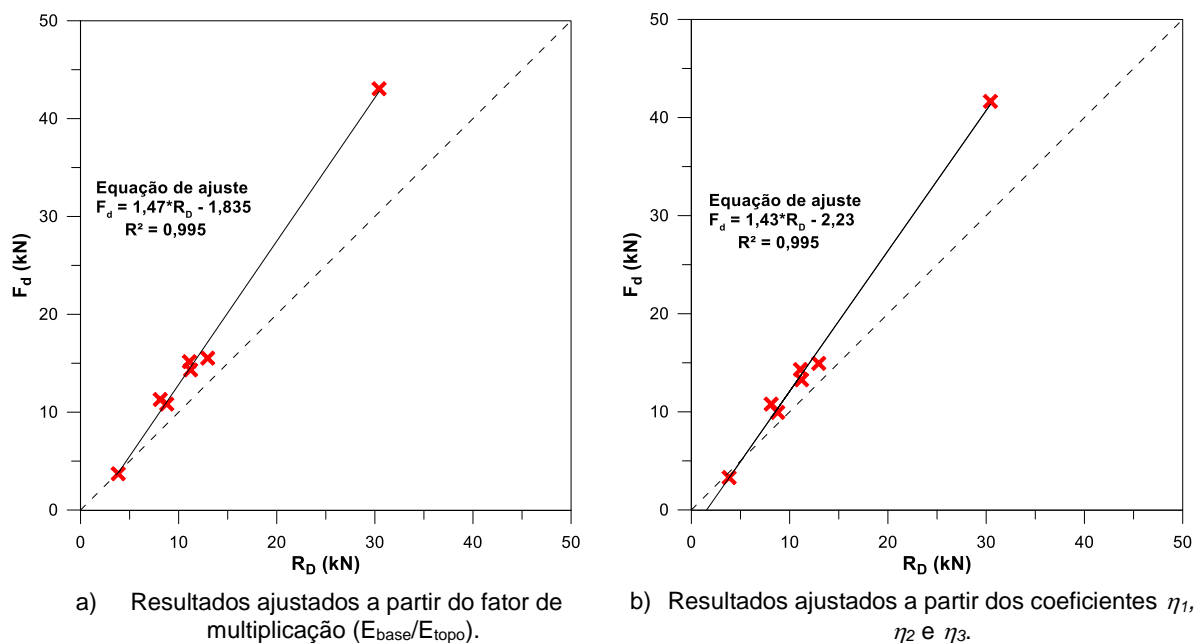 50
40
30
20
10
0
F_d (kN)
Equação de ajuste
F_d = 1,47*R_D - 1,835
R² = 0,995
0 10 20 30 40 50
R_D (kN)
a) Resultados ajustados a partir do fator de
multiplicação (E_base/E_topo).
50
40
30
20
10
0
F_d (kN)
Equação de ajuste
F_d = 1,43*R_D - 2,23
R² = 0,995
0 10 20 30 40 50
R_D (kN)
b) Resultados ajustados a partir dos coeficientes η1,
η2 e η3.